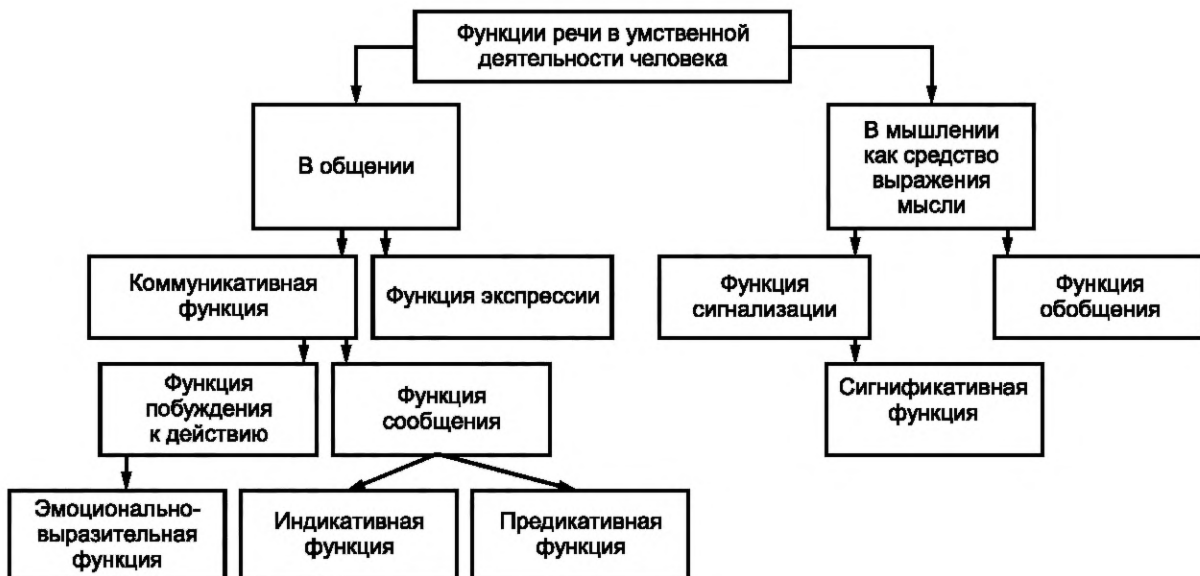 Функции речи в умственной
деятельности человека
В общении
В мышлении
как средство
выражения
мысли
Коммуникативная
функция
Функция экспрессии
Функция
сигнализации
Функция
обобщения
Функция
побуждения
к действию
Функция
сообщения
Сигнификативная
функция
Эмоционально-
выразительная
функция
Индикативная
функция
Предикативная
функция